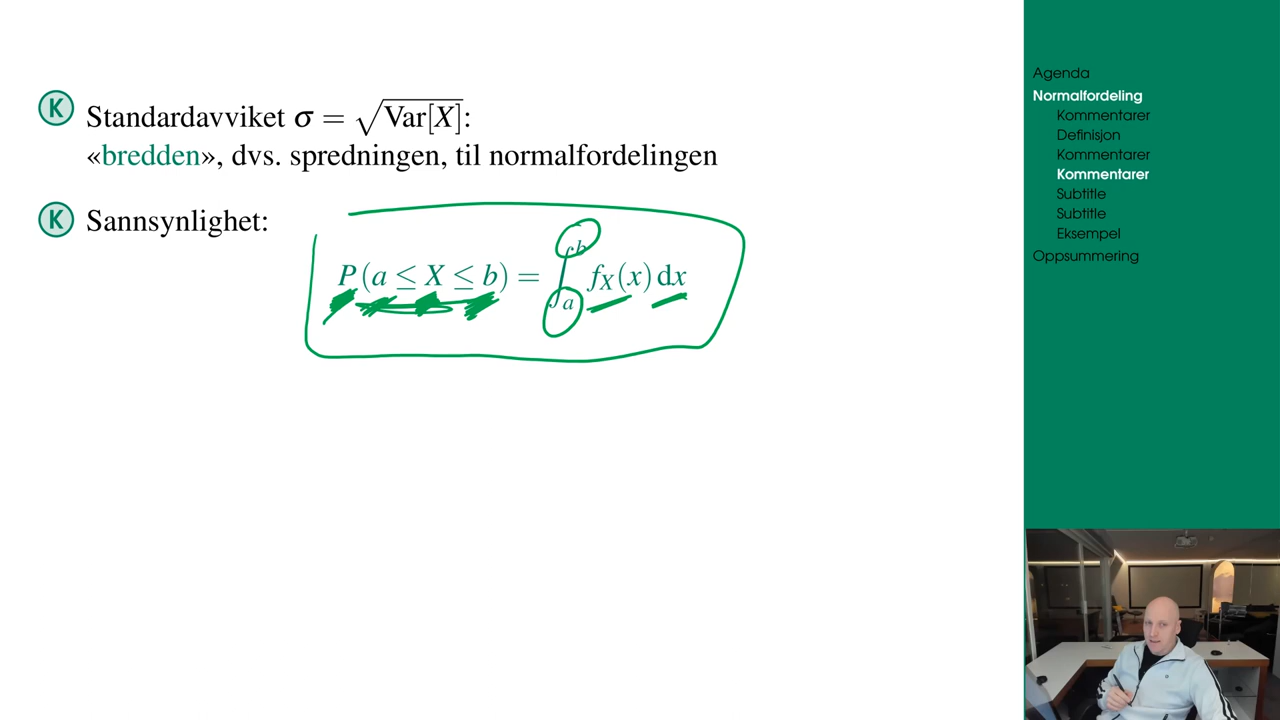 K Standardavviket σ = √Var[X]:
«bredden», dvs. spredningen, til normalfordelingen
K Sannsynlighet:
P(a ≤ X ≤ b) = ∫_a^b f_X(x) dx
Agenda
Normalfordeling
Kommentarer
Definisjon
Kommentarer
Kommentarer
Subtitle
Subtitle
Eksempel
Oppsummering